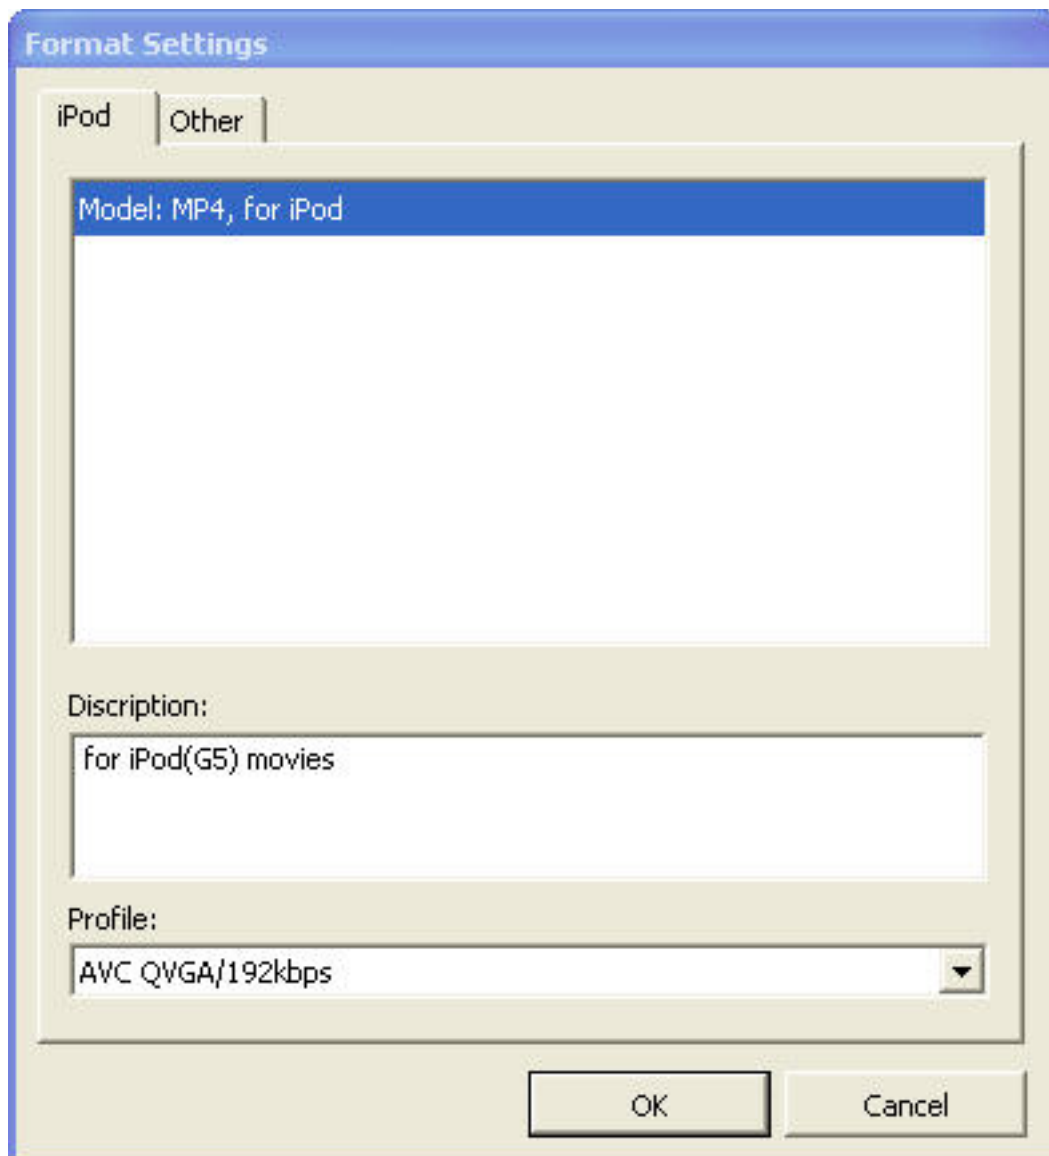 Format Settings
iPod Other
Model: MP4, for iPod
Discription:
for iPod(G5) movies
Profile:
AVC QVGA/192kbps
OK Cancel